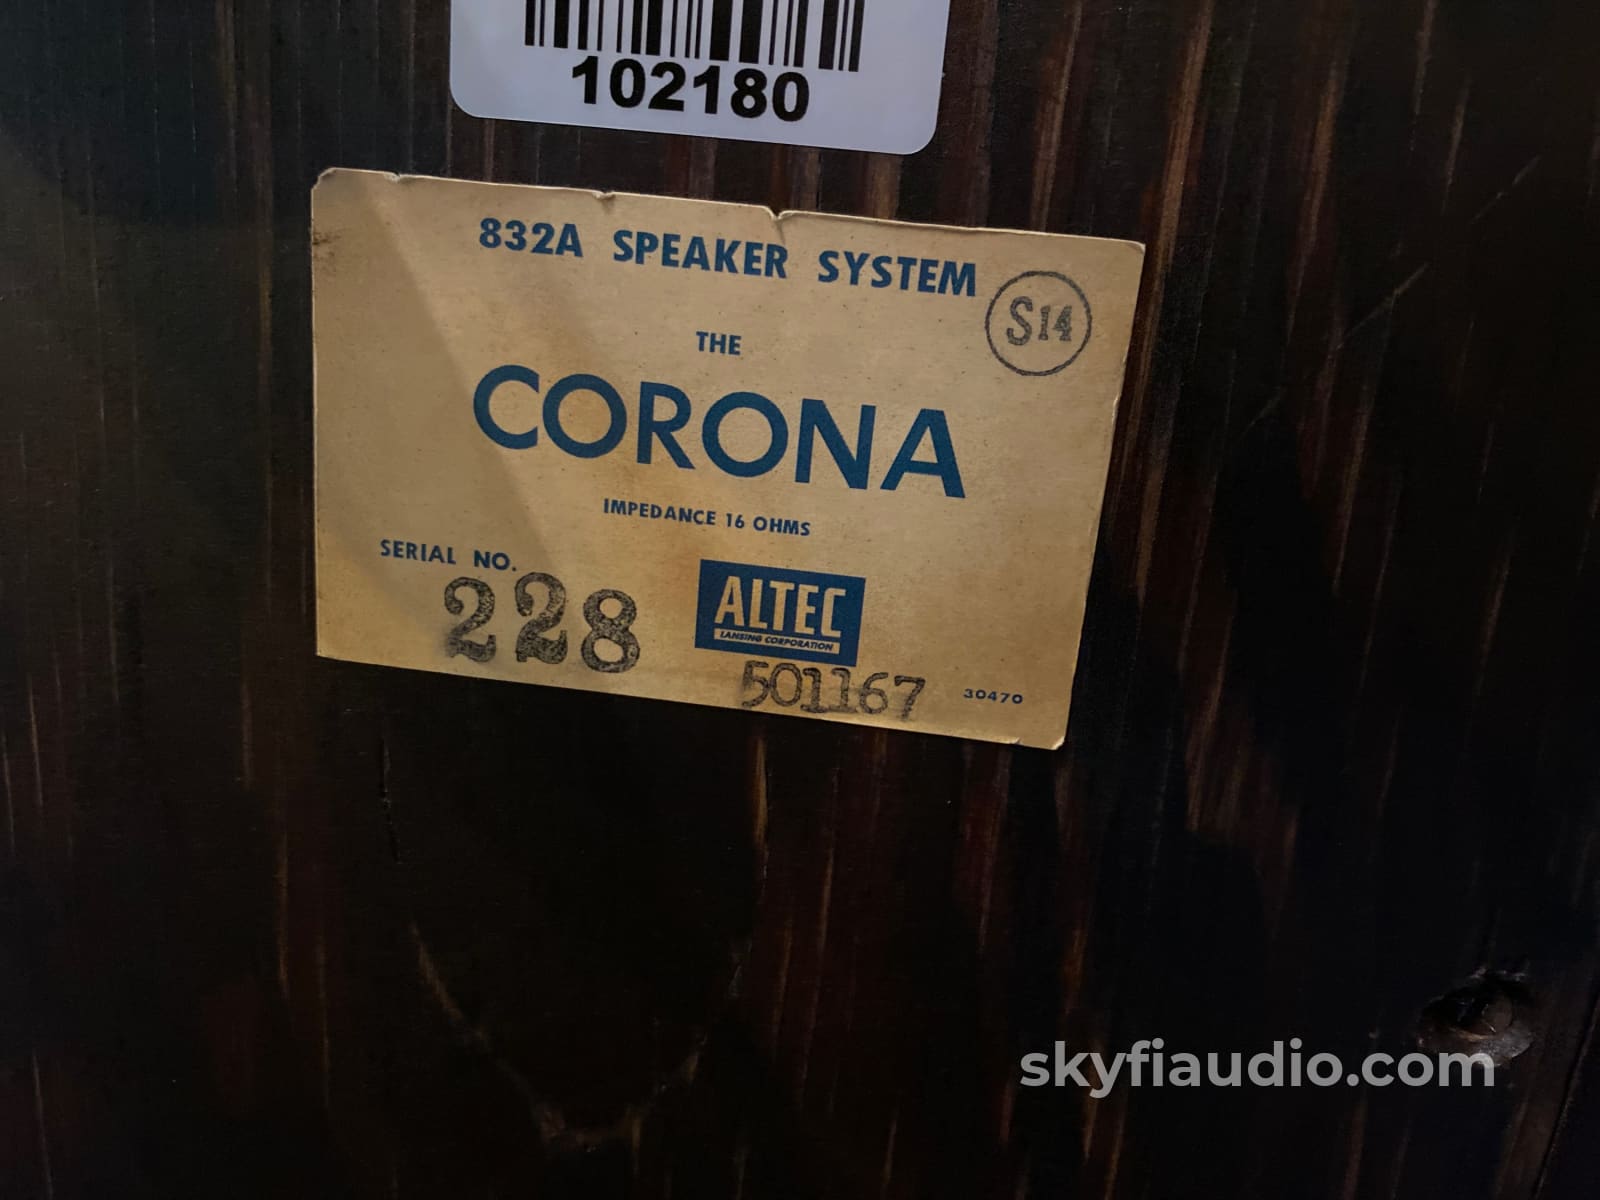 102180
832A SPEAKER SYSTEM
S14
THE
CORONA
IMPEDANCE 16 OHMS
SERIAL NO.
228
ALTEC
LANSING CORPORATION
501167
30470
skyfiaudio.com